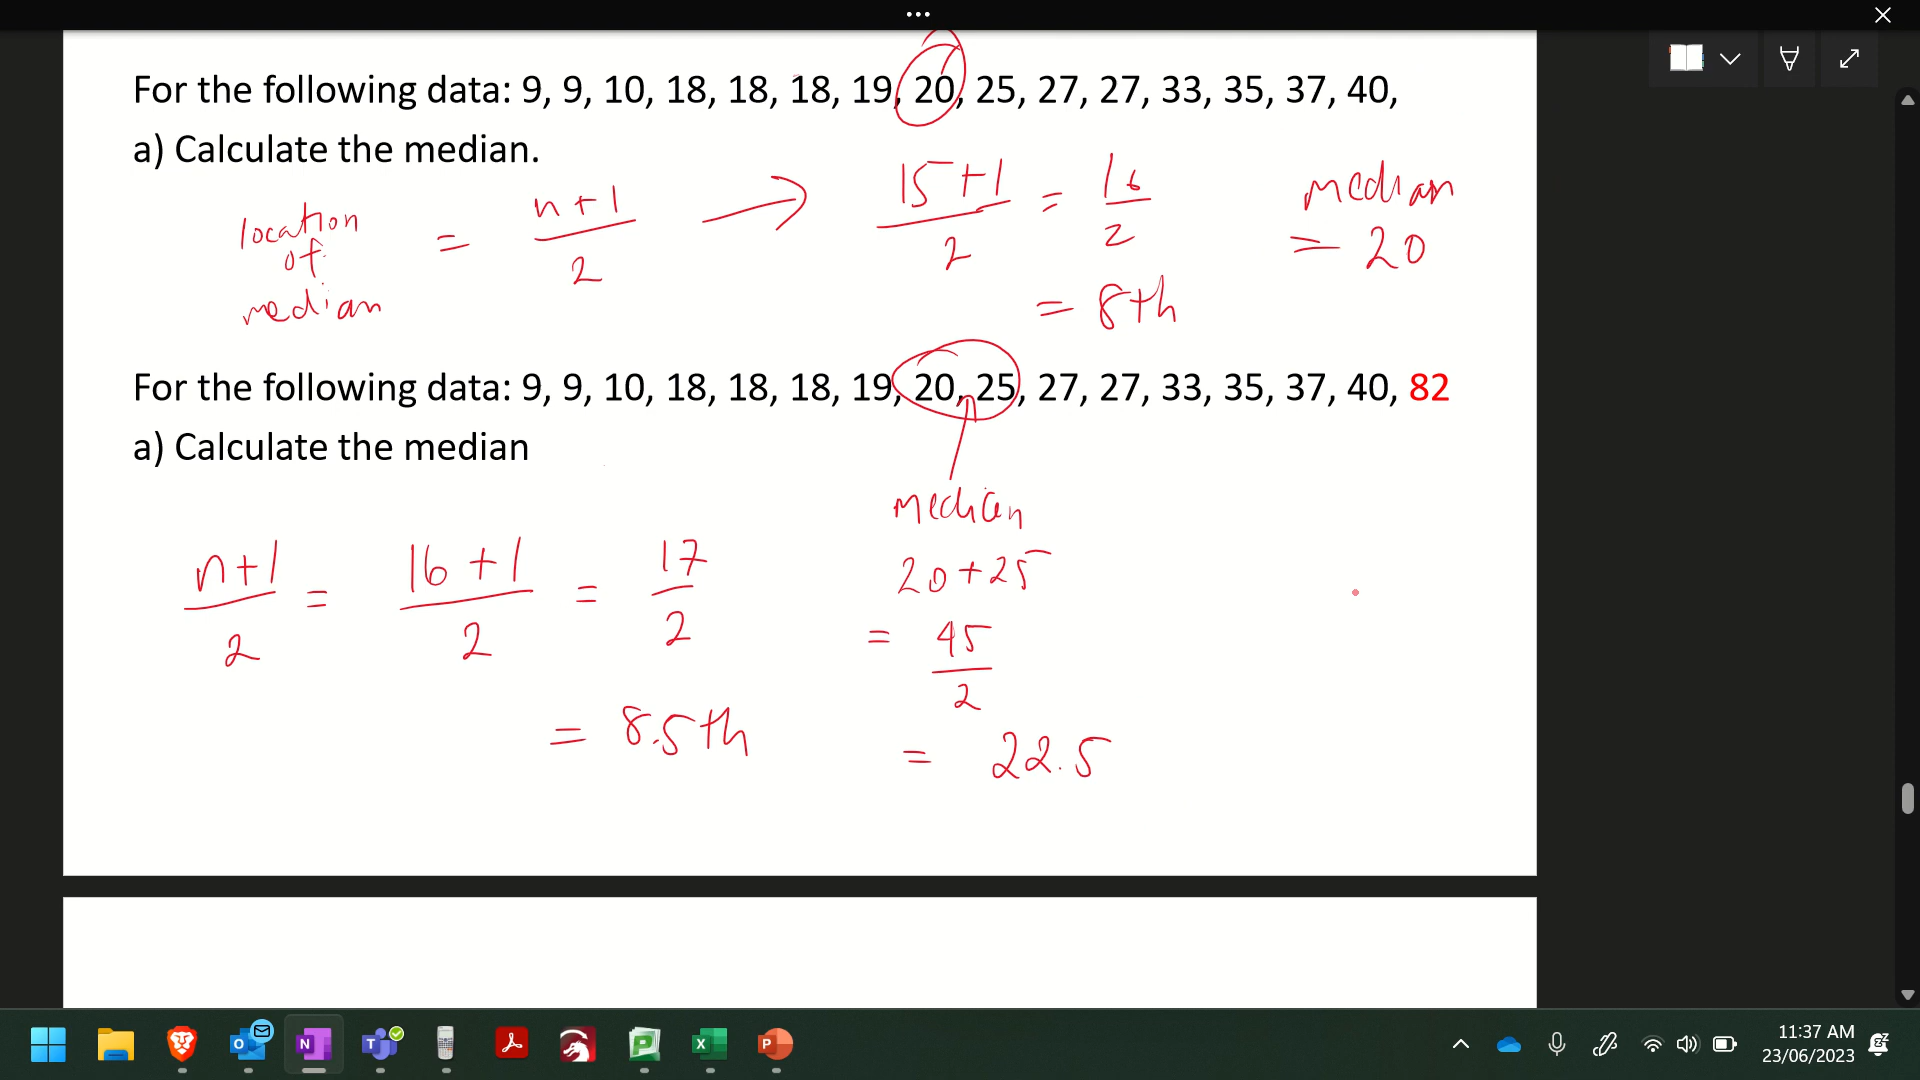 For the following data: 9, 9, 10, 18, 18, 18, 19, 20, 25, 27, 27, 33, 35, 37, 40,
a) Calculate the median.
location of median = n+1 / 2 → 15+1 / 2 = 16 / 2
= 8th
median
= 20
For the following data: 9, 9, 10, 18, 18, 18, 19, 20, 25, 27, 27, 33, 35, 37, 40, 82
a) Calculate the median
n+1 / 2 = 16+1 / 2 = 17 / 2
= 8.5th
median
20+25
= 45 / 2
= 22.5
11:37 AM
23/06/2023